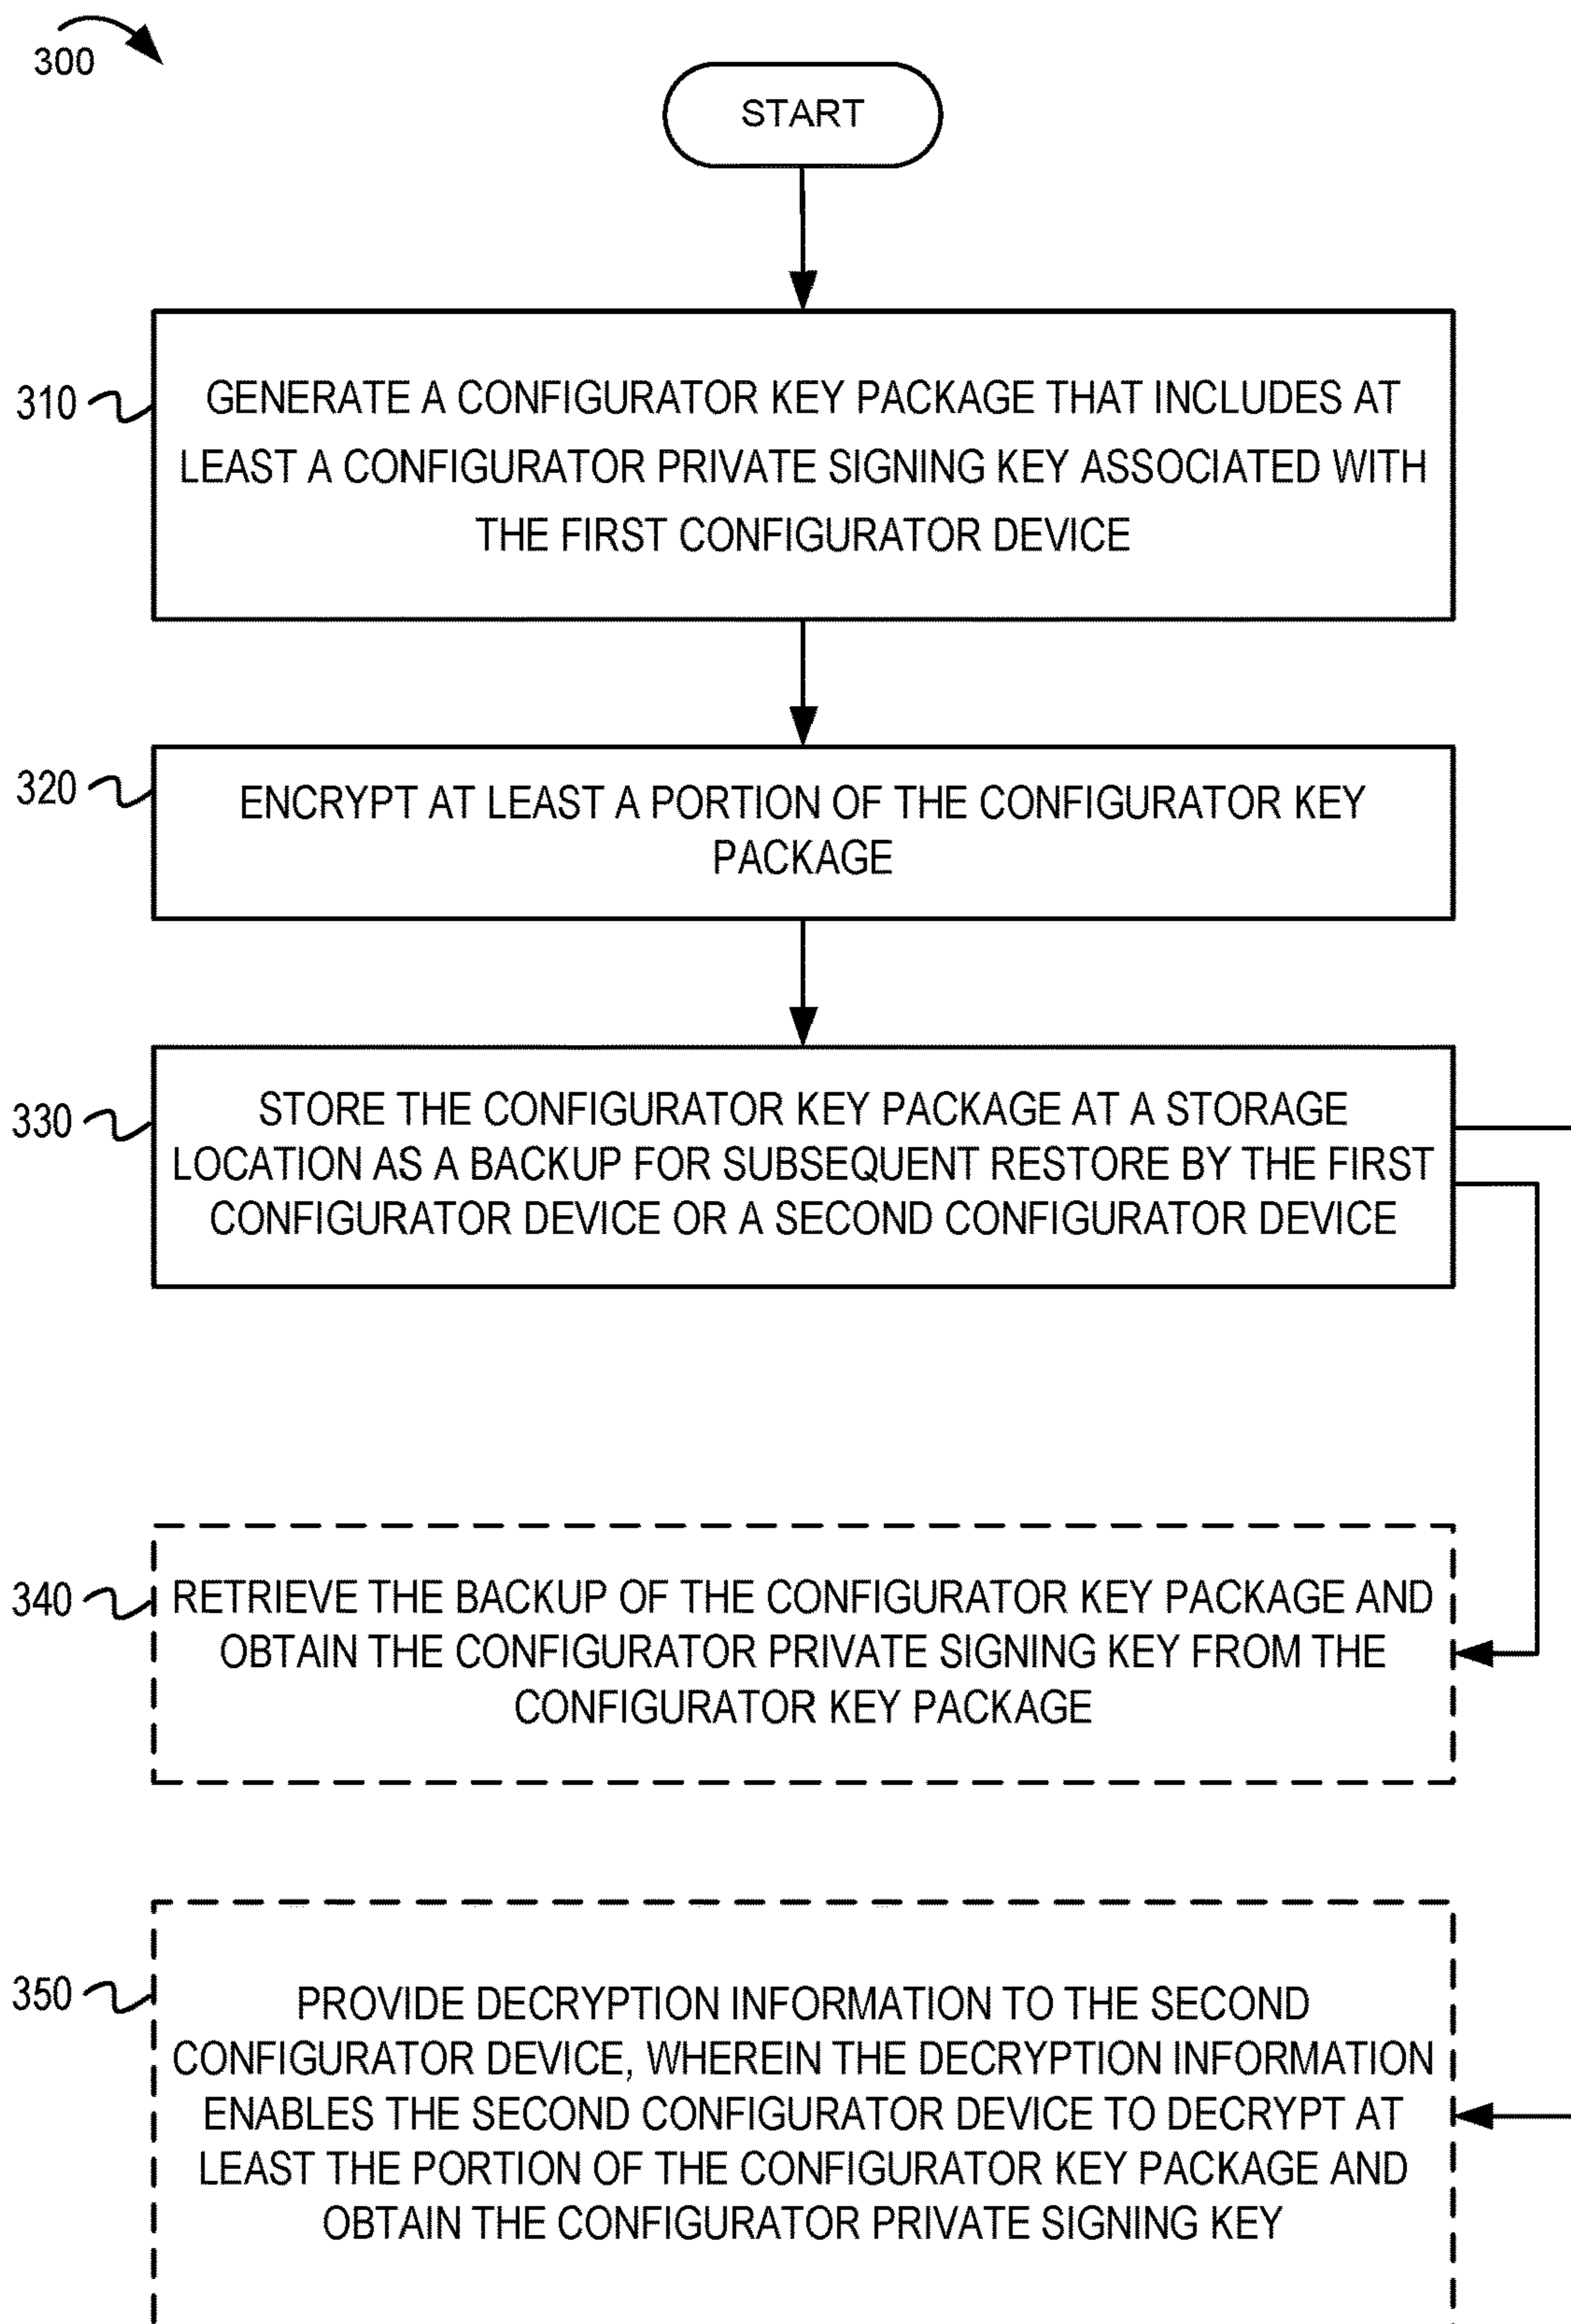 300
START
310
GENERATE A CONFIGURATOR KEY PACKAGE THAT INCLUDES AT
LEAST A CONFIGURATOR PRIVATE SIGNING KEY ASSOCIATED WITH
THE FIRST CONFIGURATOR DEVICE
320
ENCRYPT AT LEAST A PORTION OF THE CONFIGURATOR KEY
PACKAGE
330
STORE THE CONFIGURATOR KEY PACKAGE AT A STORAGE
LOCATION AS A BACKUP FOR SUBSEQUENT RESTORE BY THE FIRST
CONFIGURATOR DEVICE OR A SECOND CONFIGURATOR DEVICE
340
RETRIEVE THE BACKUP OF THE CONFIGURATOR KEY PACKAGE AND
OBTAIN THE CONFIGURATOR PRIVATE SIGNING KEY FROM THE
CONFIGURATOR KEY PACKAGE
350
PROVIDE DECRYPTION INFORMATION TO THE SECOND
CONFIGURATOR DEVICE, WHEREIN THE DECRYPTION INFORMATION
ENABLES THE SECOND CONFIGURATOR DEVICE TO DECRYPT AT
LEAST THE PORTION OF THE CONFIGURATOR KEY PACKAGE AND
OBTAIN THE CONFIGURATOR PRIVATE SIGNING KEY